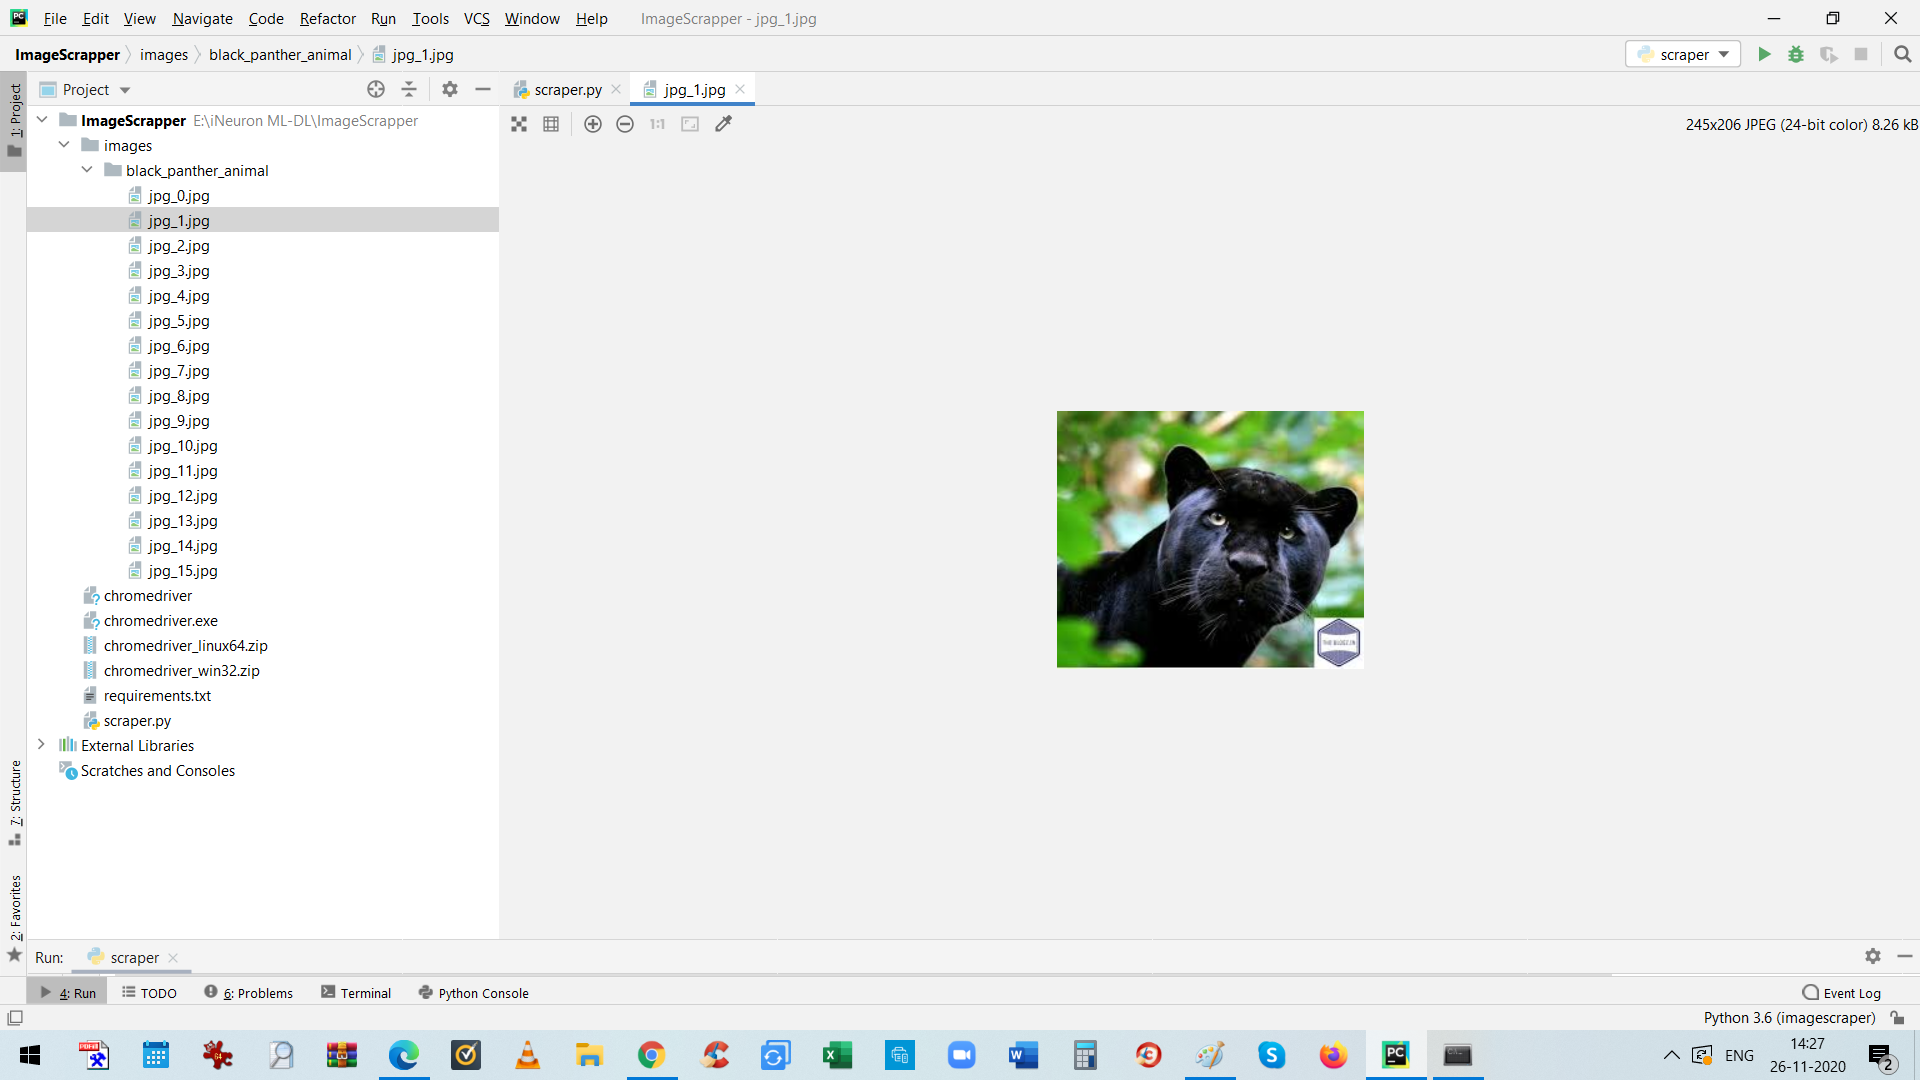 File Edit View Navigate Code Refactor Run Tools VCS Window Help ImageScrapper - jpg_1.jpg
ImageScrapper images black_panther_animal jpg_1.jpg scraper
1: Project
Project
scraper.py jpg_1.jpg
ImageScrapper E:\iNeuron ML-DL\ImageScrapper
1:1
245x206 JPEG (24-bit color) 8.26 kB
images
black_panther_animal
jpg_0.jpg
jpg_1.jpg
jpg_2.jpg
jpg_3.jpg
jpg_4.jpg
jpg_5.jpg
jpg_6.jpg
jpg_7.jpg
jpg_8.jpg
jpg_9.jpg
jpg_10.jpg
jpg_11.jpg
jpg_12.jpg
jpg_13.jpg
jpg_14.jpg
jpg_15.jpg
chromedriver
chromedriver.exe
chromedriver_linux64.zip
chromedriver_win32.zip
requirements.txt
scraper.py
External Libraries
Scratches and Consoles
7: Structure
2: Favorites
Run: scraper
4: Run TODO 6: Problems Terminal Python Console Event Log
Python 3.6 (imagescraper)
ENG
14:27
26-11-2020
2